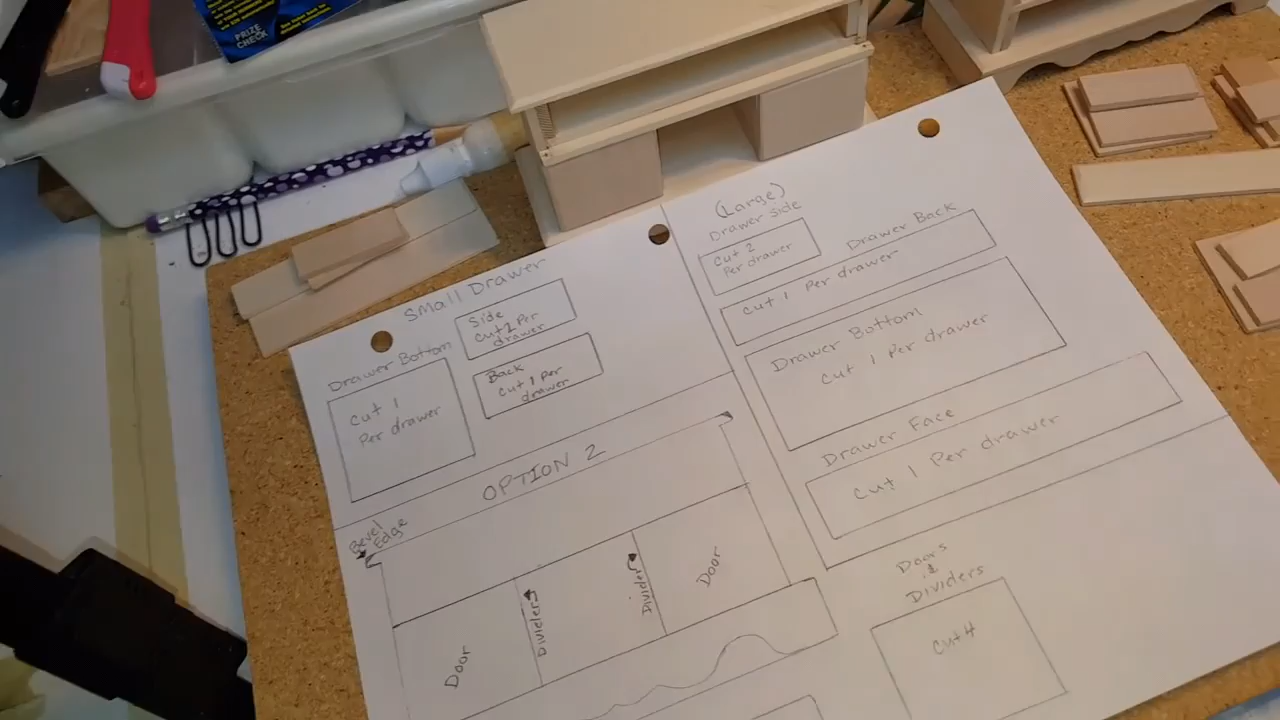 PRIZE
CHECK
Small Drawer
Drawer Bottom
Cut 1
Per drawer
Side
Cut 2 Per
drawer
Back
Cut 1 Per
drawer
(Large)
Drawer Side
Cut 2
Per drawer
Drawer Back
Cut 1 Per drawer
Drawer Bottom
Cut 1 Per drawer
Drawer Face
Cut 1 Per drawer
OPTION 2
Bevel
Edge
Door
Dividers
Dividers
Door
Doors
&
Dividers
Cut 4